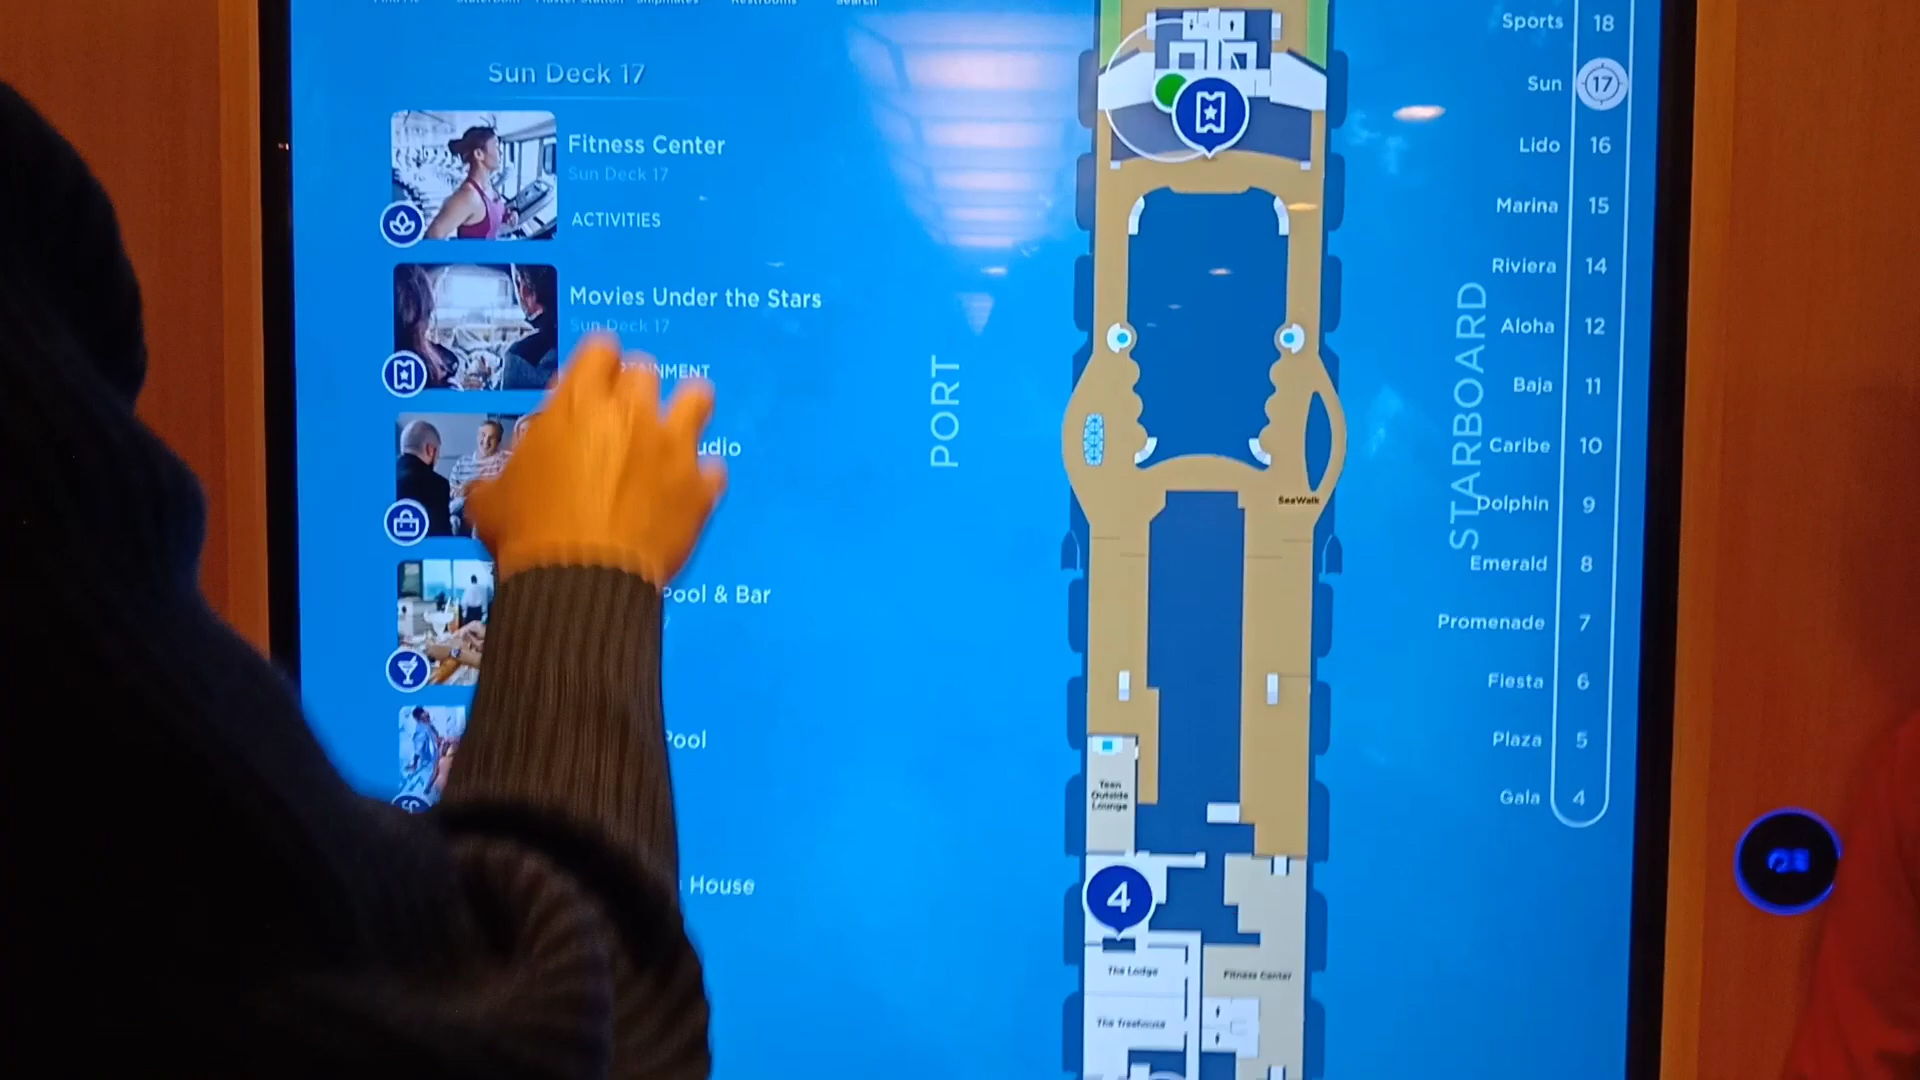 Restrooms
Search
Sun Deck 17
Fitness Center
Sun Deck 17
ACTIVITIES
Movies Under the Stars
Sun Deck 17
Pool & Bar
Pool
House
PORT
STARBOARD
SeaWalk
Teen
Outside
Lounge
4
The Lodge
Fitness Center
The Treehouse
Sports 18
Sun 17
Lido 16
Marina 15
Riviera 14
Aloha 12
Baja 11
Caribe 10
Dolphin 9
Emerald 8
Promenade 7
Fiesta 6
Plaza 5
Gala 4